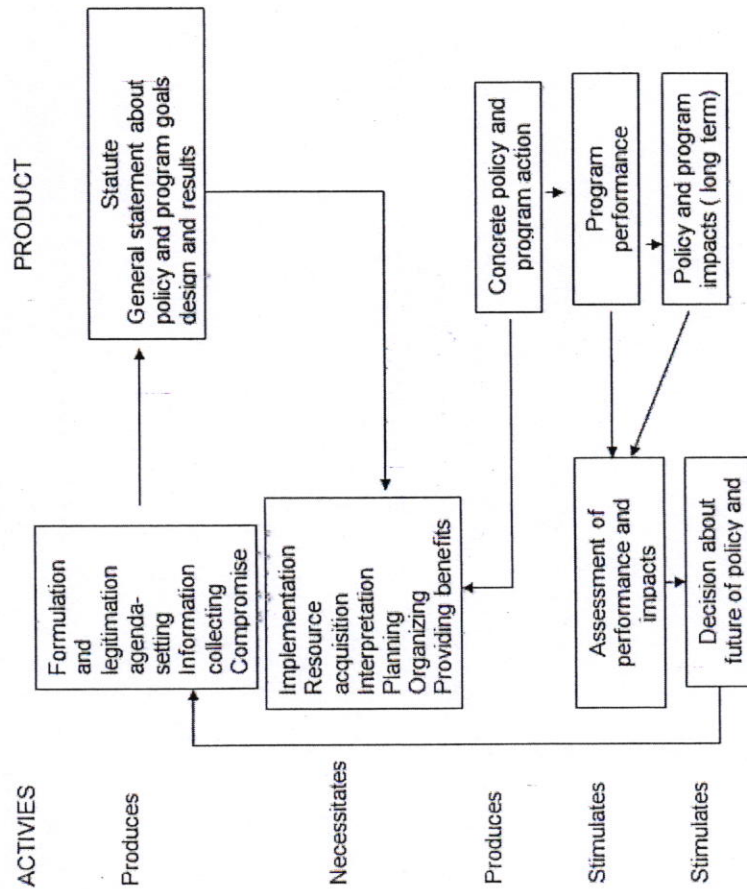 ACTIVIES
PRODUCT
Produces
Formulation
and
legitimation
agenda-
setting
Information
collecting
Compromise
Statute
General statement about
policy and program goals
design and results
Necessitates
Implementation
Resource
acquisition
Interpretation
Planning
Organizing
Providing benefits
Produces
Concrete policy and
program action
Stimulates
Assessment of
performance and
impacts
Program
performance
Stimulates
Decision about
future of policy and
Policy and program
impacts ( long term)